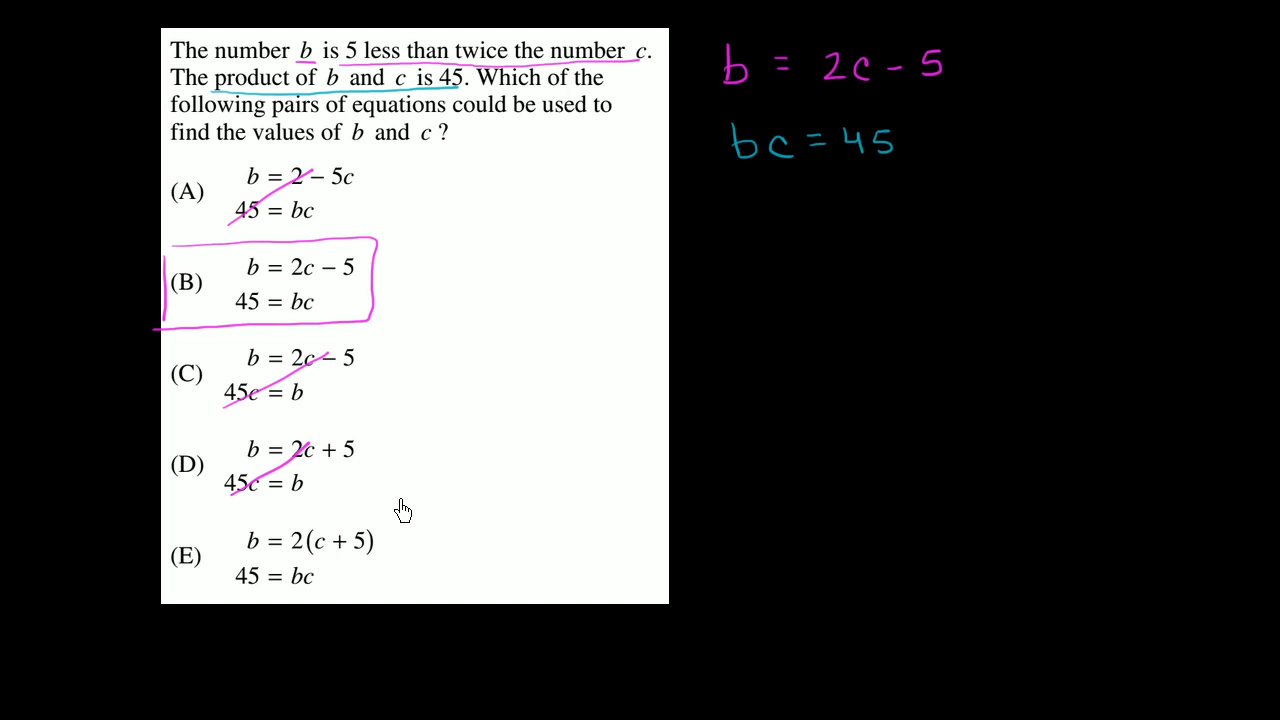 The number b is 5 less than twice the number c.
The product of b and c is 45. Which of the
following pairs of equations could be used to
find the values of b and c ?
(A) b = 2 − 5c
45 = bc
(B) b = 2c − 5
45 = bc
(C) b = 2c − 5
45c = b
(D) b = 2c + 5
45c = b
(E) b = 2(c + 5)
45 = bc
b = 2c - 5
bc = 45